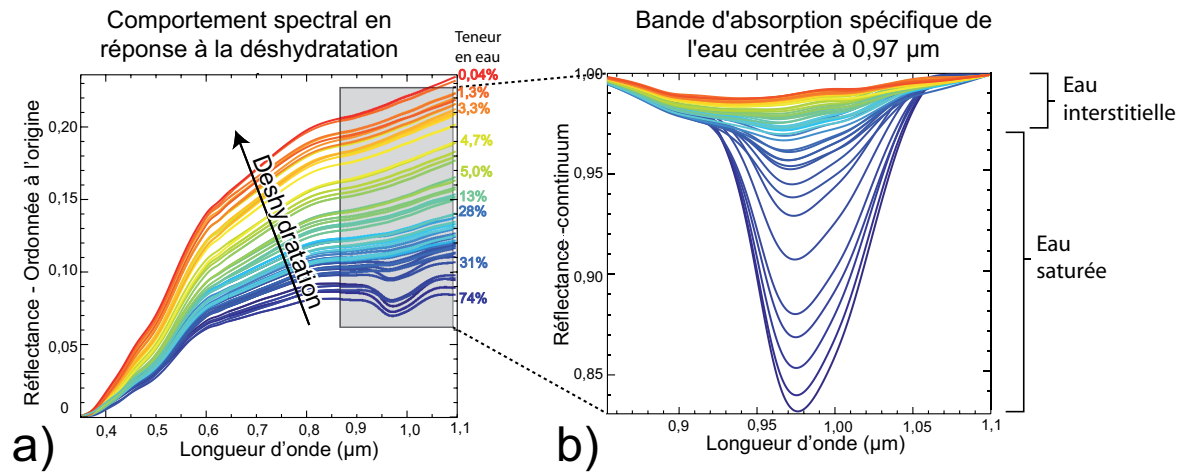 Comportement spectral en
réponse à la déshydratation
Teneur
en eau
Réflectance - Ordonnée à l'origine
0,20
0,15
0,10
0,05
0
Deshydratation
0,04%
1,3%
3,3%
4,7%
5,0%
13%
28%
31%
74%
0,4
0,5
0,6
0,7
0,8
0,9
1,0
1,1
Longueur d'onde (µm)
a)
Bande d'absorption spécifique de
l'eau centrée à 0,97 µm
Réflectance-continuum
1,00
0,95
0,90
0,85
0,9
0,95
1,00
1,05
1,1
Longueur d'onde (µm)
b)
Eau
interstitielle
Eau
saturée